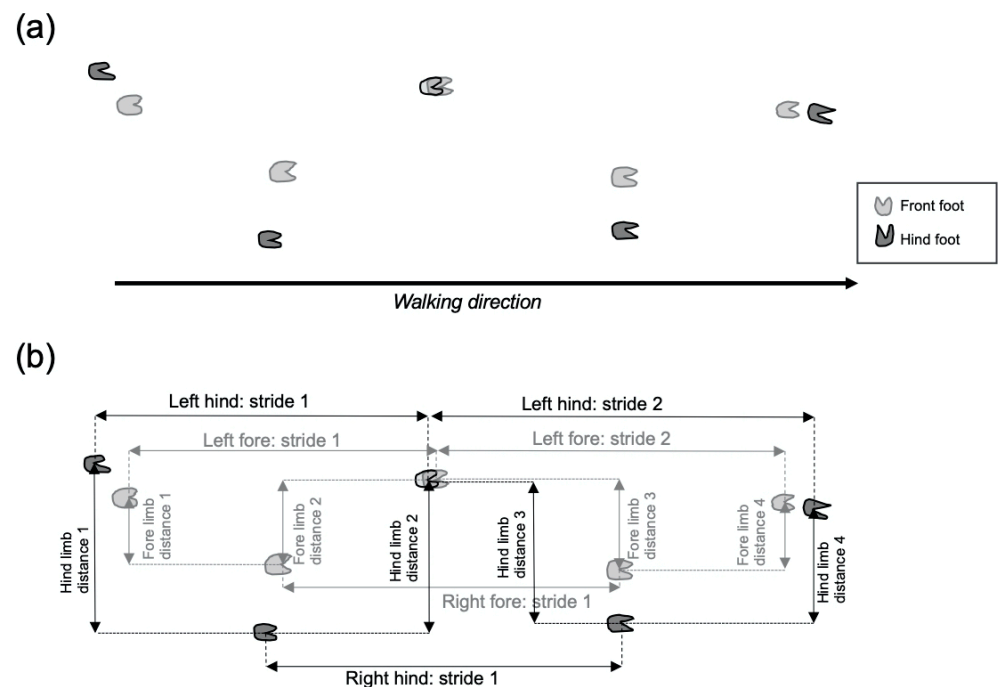 (a)
Front foot
Hind foot
Walking direction
(b)
Left hind: stride 1
Left hind: stride 2
Left fore: stride 1
Left fore: stride 2
Hind limb
distance 1
Fore limb
distance 1
Fore limb
distance 2
Hind limb
distance 2
Hind limb
distance 3
Fore limb
distance 3
Fore limb
distance 4
Hind limb
distance 4
Right fore: stride 1
Right hind: stride 1